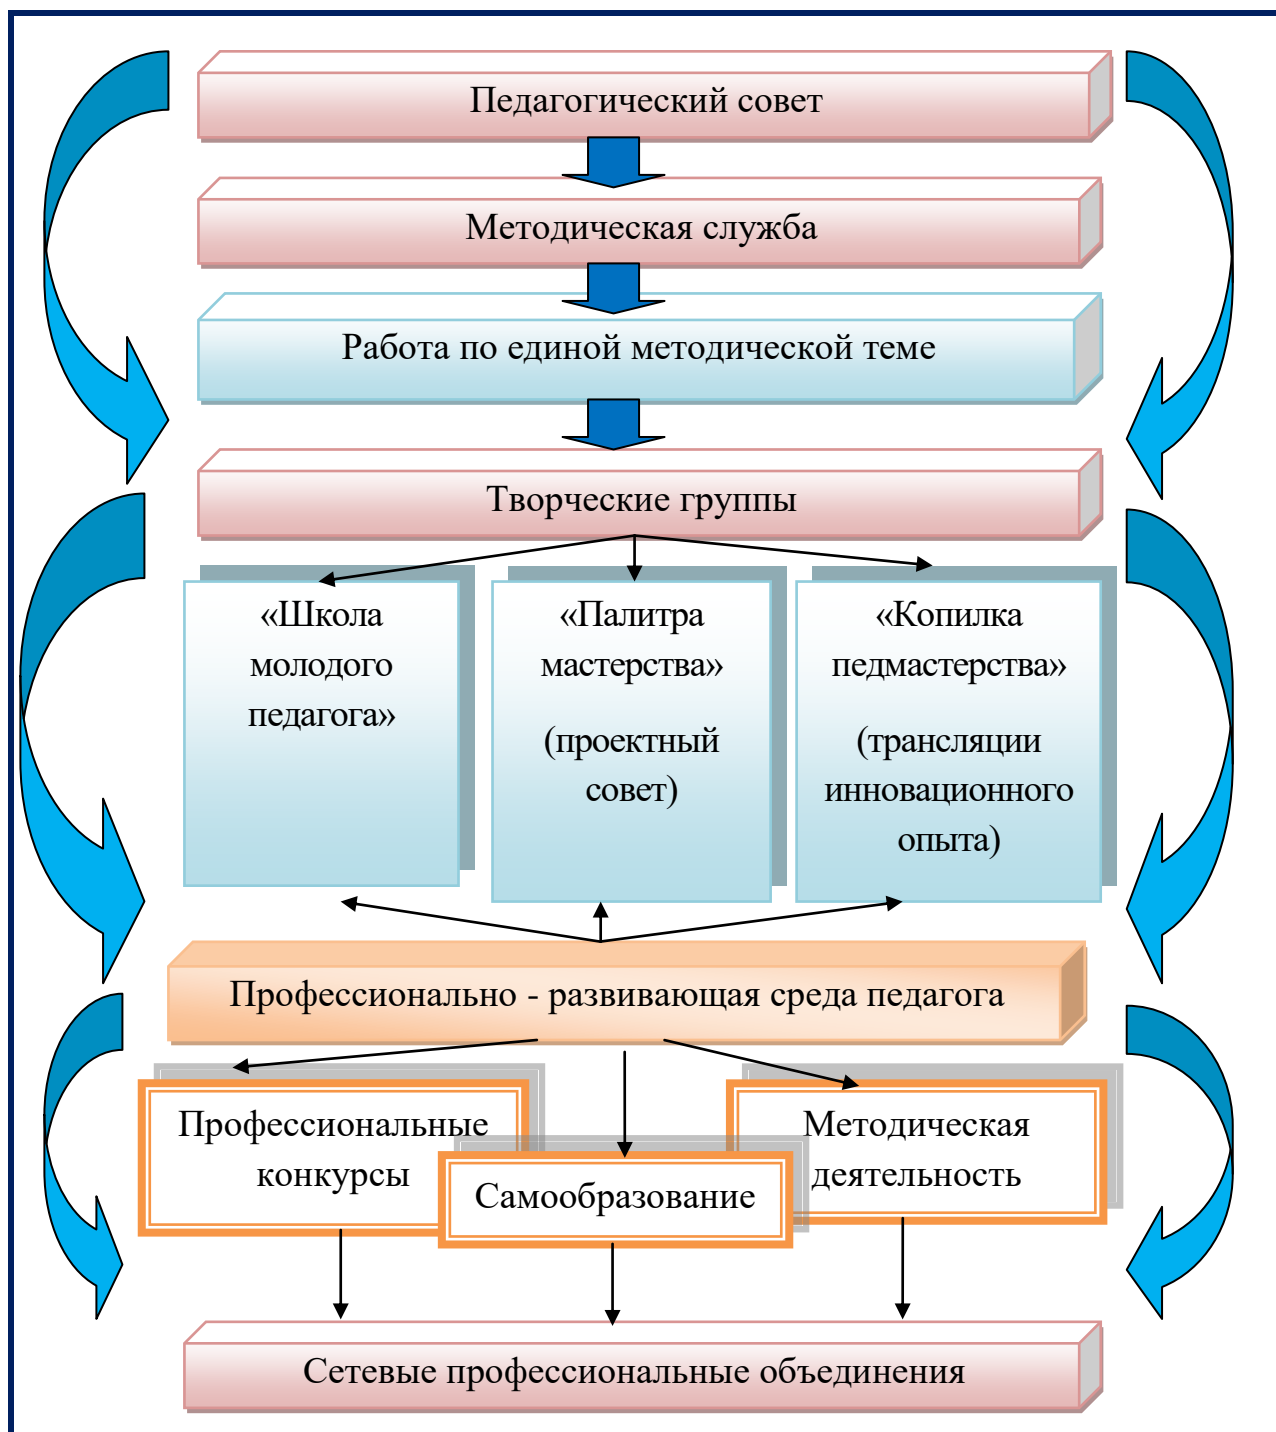 Педагогический совет
Методическая служба
Работа по единой методической теме
Творческие группы
«Школа
молодого
педагога»
«Палитра
мастерства»
(проектный
совет)
«Копилка
педмастерства»
(трансляции
инновационного
опыта)
Профессионально - развивающая среда педагога
Профессиональные
конкурсы
Самообразование
Методическая
деятельность
Сетевые профессиональные объединения